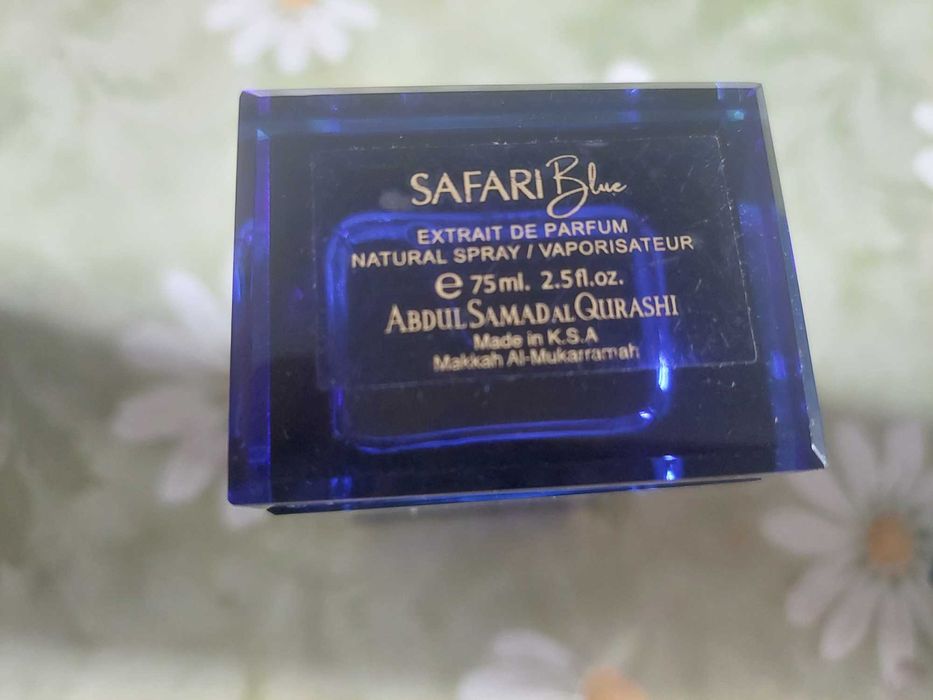 SAFARI Blue
EXTRAIT DE PARFUM
NATURAL SPRAY / VAPORISATEUR
℮ 75ml. 2.5fl.oz.
ABDUL SAMAD AL QURASHI
Made in K.S.A
Makkah Al-Mukarramah